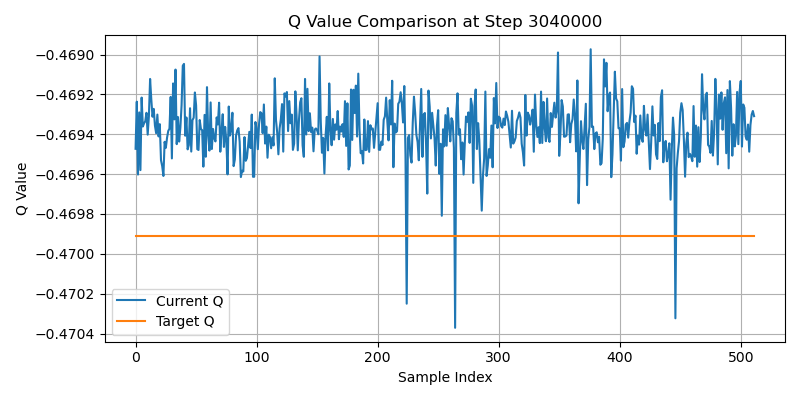 Q Value Comparison at Step 3040000
Q Value
−0.4690
−0.4692
−0.4694
−0.4696
−0.4698
−0.4700
−0.4702
−0.4704
Current Q
Target Q
0
100
200
300
400
500
Sample Index